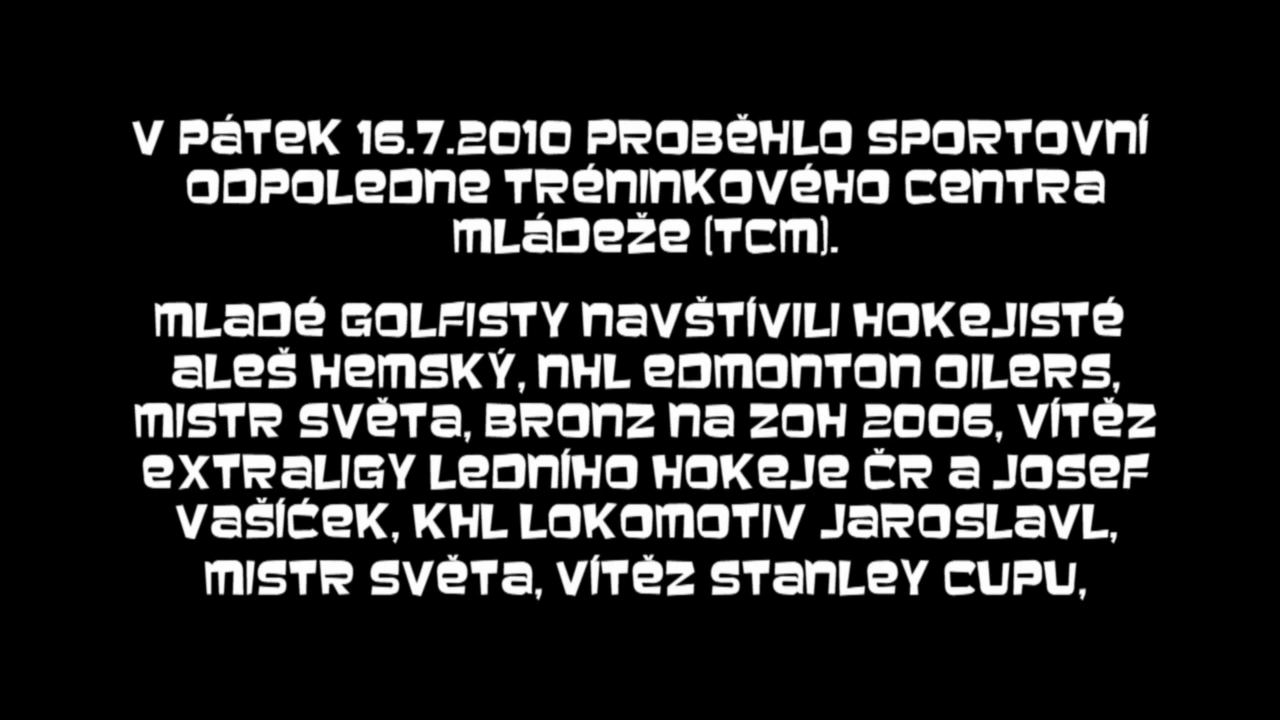 V PÁTEK 16.7.2010 PROBĚHLO SPORTOVNÍ
ODPOLEDNE TRÉNINKOVÉHO CENTRA
MLÁDEŽE (TCM).
MLADÉ GOLFISTY NAVŠTÍVILI HOKEJISTÉ
ALEŠ HEMSKÝ, NHL EDMONTON OILERS,
MISTR SVĚTA, BRONZ NA ZOH 2006, VÍTĚZ
EXTRALIGY LEDNÍHO HOKEJE ČR A JOSEF
VAŠÍĆEK, KHL LOKOMOTIV JAROSLAVL,
MISTR SVĚTA, VÍTĚZ STANLEY CUPU,